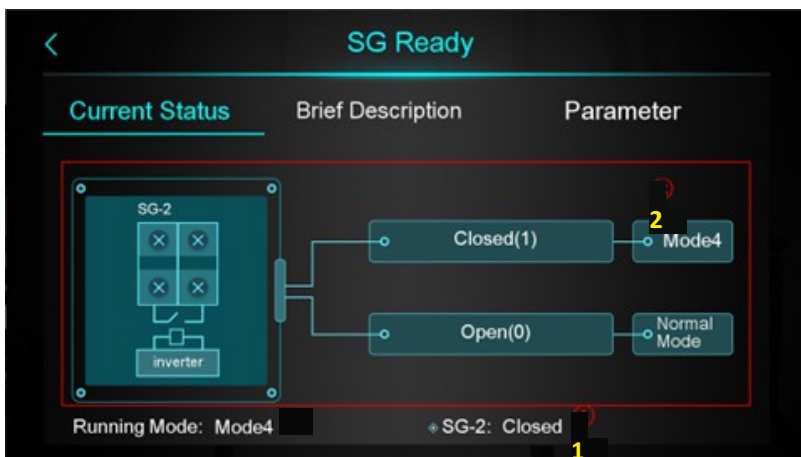 SG Ready
Current Status Brief Description Parameter
SG-2
2
Closed(1) Mode4
Open(0) Normal
Mode
inverter
Running Mode: Mode4 SG-2: Closed
1